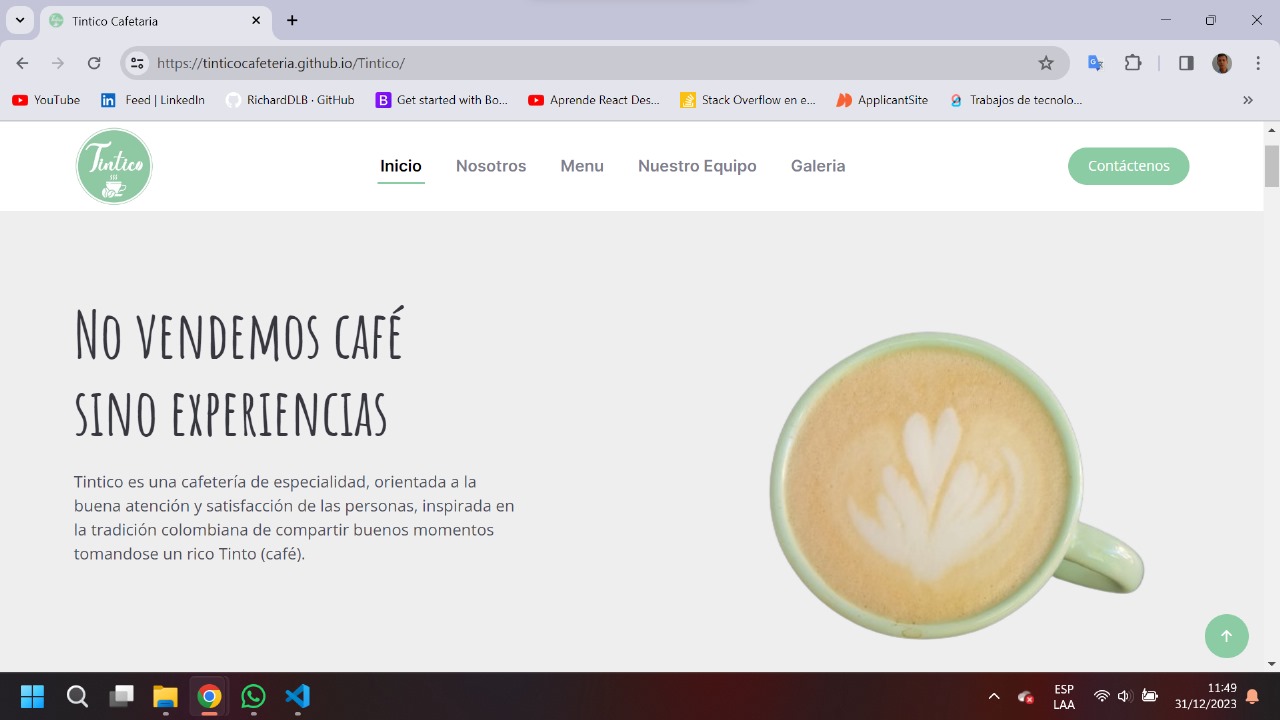 Tintico Cafetaria
https://tinticocafeteria.github.io/Tintico/
YouTube
Feed | LinkedIn
RichardDLB · GitHub
Get started with Bo...
Aprende React Des...
Stack Overflow en ...
ApplicantSite
Trabajos de tecnolo...
Tintico
Inicio
Nosotros
Menu
Nuestro Equipo
Galeria
Contáctenos
No vendemos café
sino experiencias
Tintico es una cafetería de especialidad, orientada a la
buena atención y satisfacción de las personas, inspirada en
la tradición colombiana de compartir buenos momentos
tomandose un rico Tinto (café).
ESP
LAA
11:49
31/12/2023